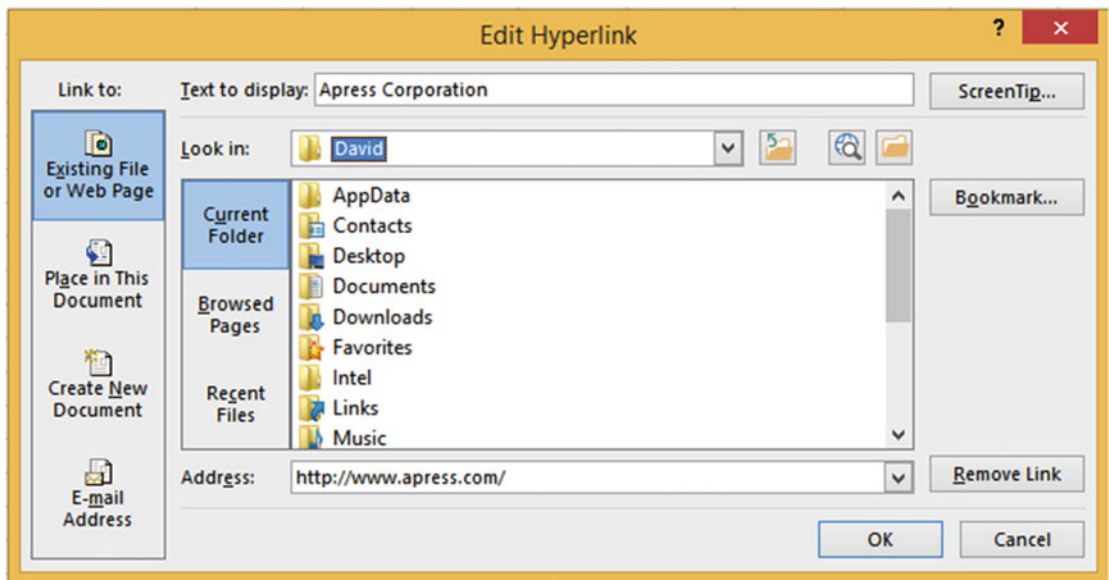 Edit Hyperlink
?
×
Link to:
Text to display: Apress Corporation
ScreenTip...
Existing File
or Web Page
Look in: David
Current
Folder
AppData
Contacts
Desktop
Documents
Downloads
Favorites
Intel
Links
Music
Bookmark...
Place in This
Document
Browsed
Pages
Create New
Document
Recent
Files
E-mail
Address
Address: http://www.apress.com/
Remove Link
OK
Cancel